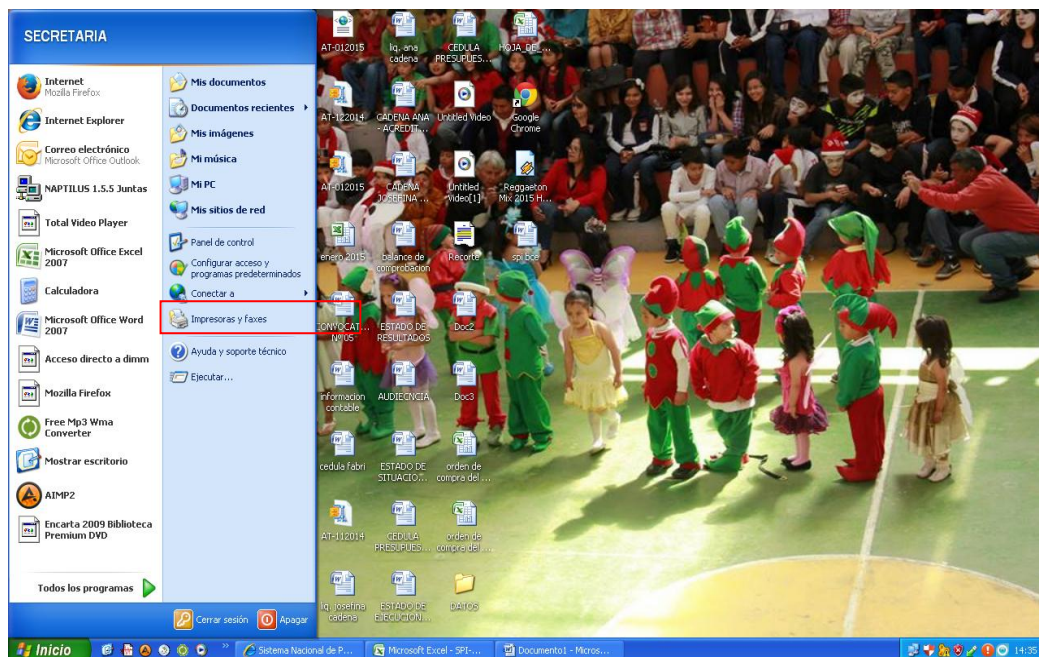 SECRETARIA
Internet
Mozilla Firefox
Internet Explorer
Correo electrónico
Microsoft Office Outlook
NAPTILUS 1.5.5 Juntas
Total Video Player
Microsoft Office Excel
2007
Calculadora
Microsoft Office Word
2007
Acceso directo a dimm
Mozilla Firefox
Free Mp3 Wma
Converter
Mostrar escritorio
AIMP2
Encarta 2009 Biblioteca
Premium DVD
Todos los programas
Mis documentos
Documentos recientes
Mis imágenes
Mi música
Mi PC
Mis sitios de red
Panel de control
Configurar acceso y
programas predeterminados
Conectar a
Impresoras y faxes
Ayuda y soporte técnico
Ejecutar...
Cerrar sesión
Apagar
AT-012015
liq. ana
cadena
CEDULA
PRESUPUES...
HOJA_DE_...
AT-122014
CADENA ANA
- ACREDIT...
Untitled Video
Google
Chrome
AT-012015
CADENA
JOSEFINA ...
Untitled
Video[1]
Reggaeton
Mix 2015 H...
enero 2015
balance de
comprobacion
Recorte
spi bce
CONVOCAT...
Nº 05
ESTADO DE
RESULTADOS
Doc2
informacion
contable
AUDIECNCIA
Doc3
cedula fabri
ESTADO DE
SITUACIO...
orden de
compra del ...
AT-112014
CEDULA
PRESUPUES...
orden de
compra del ...
liq. josefina
cadena
ESTADO DE
EJECUCION...
DATOS
Inicio
Sistema Nacional de P...
Microsoft Excel - SPI-...
Documento1 - Micros...
14:35